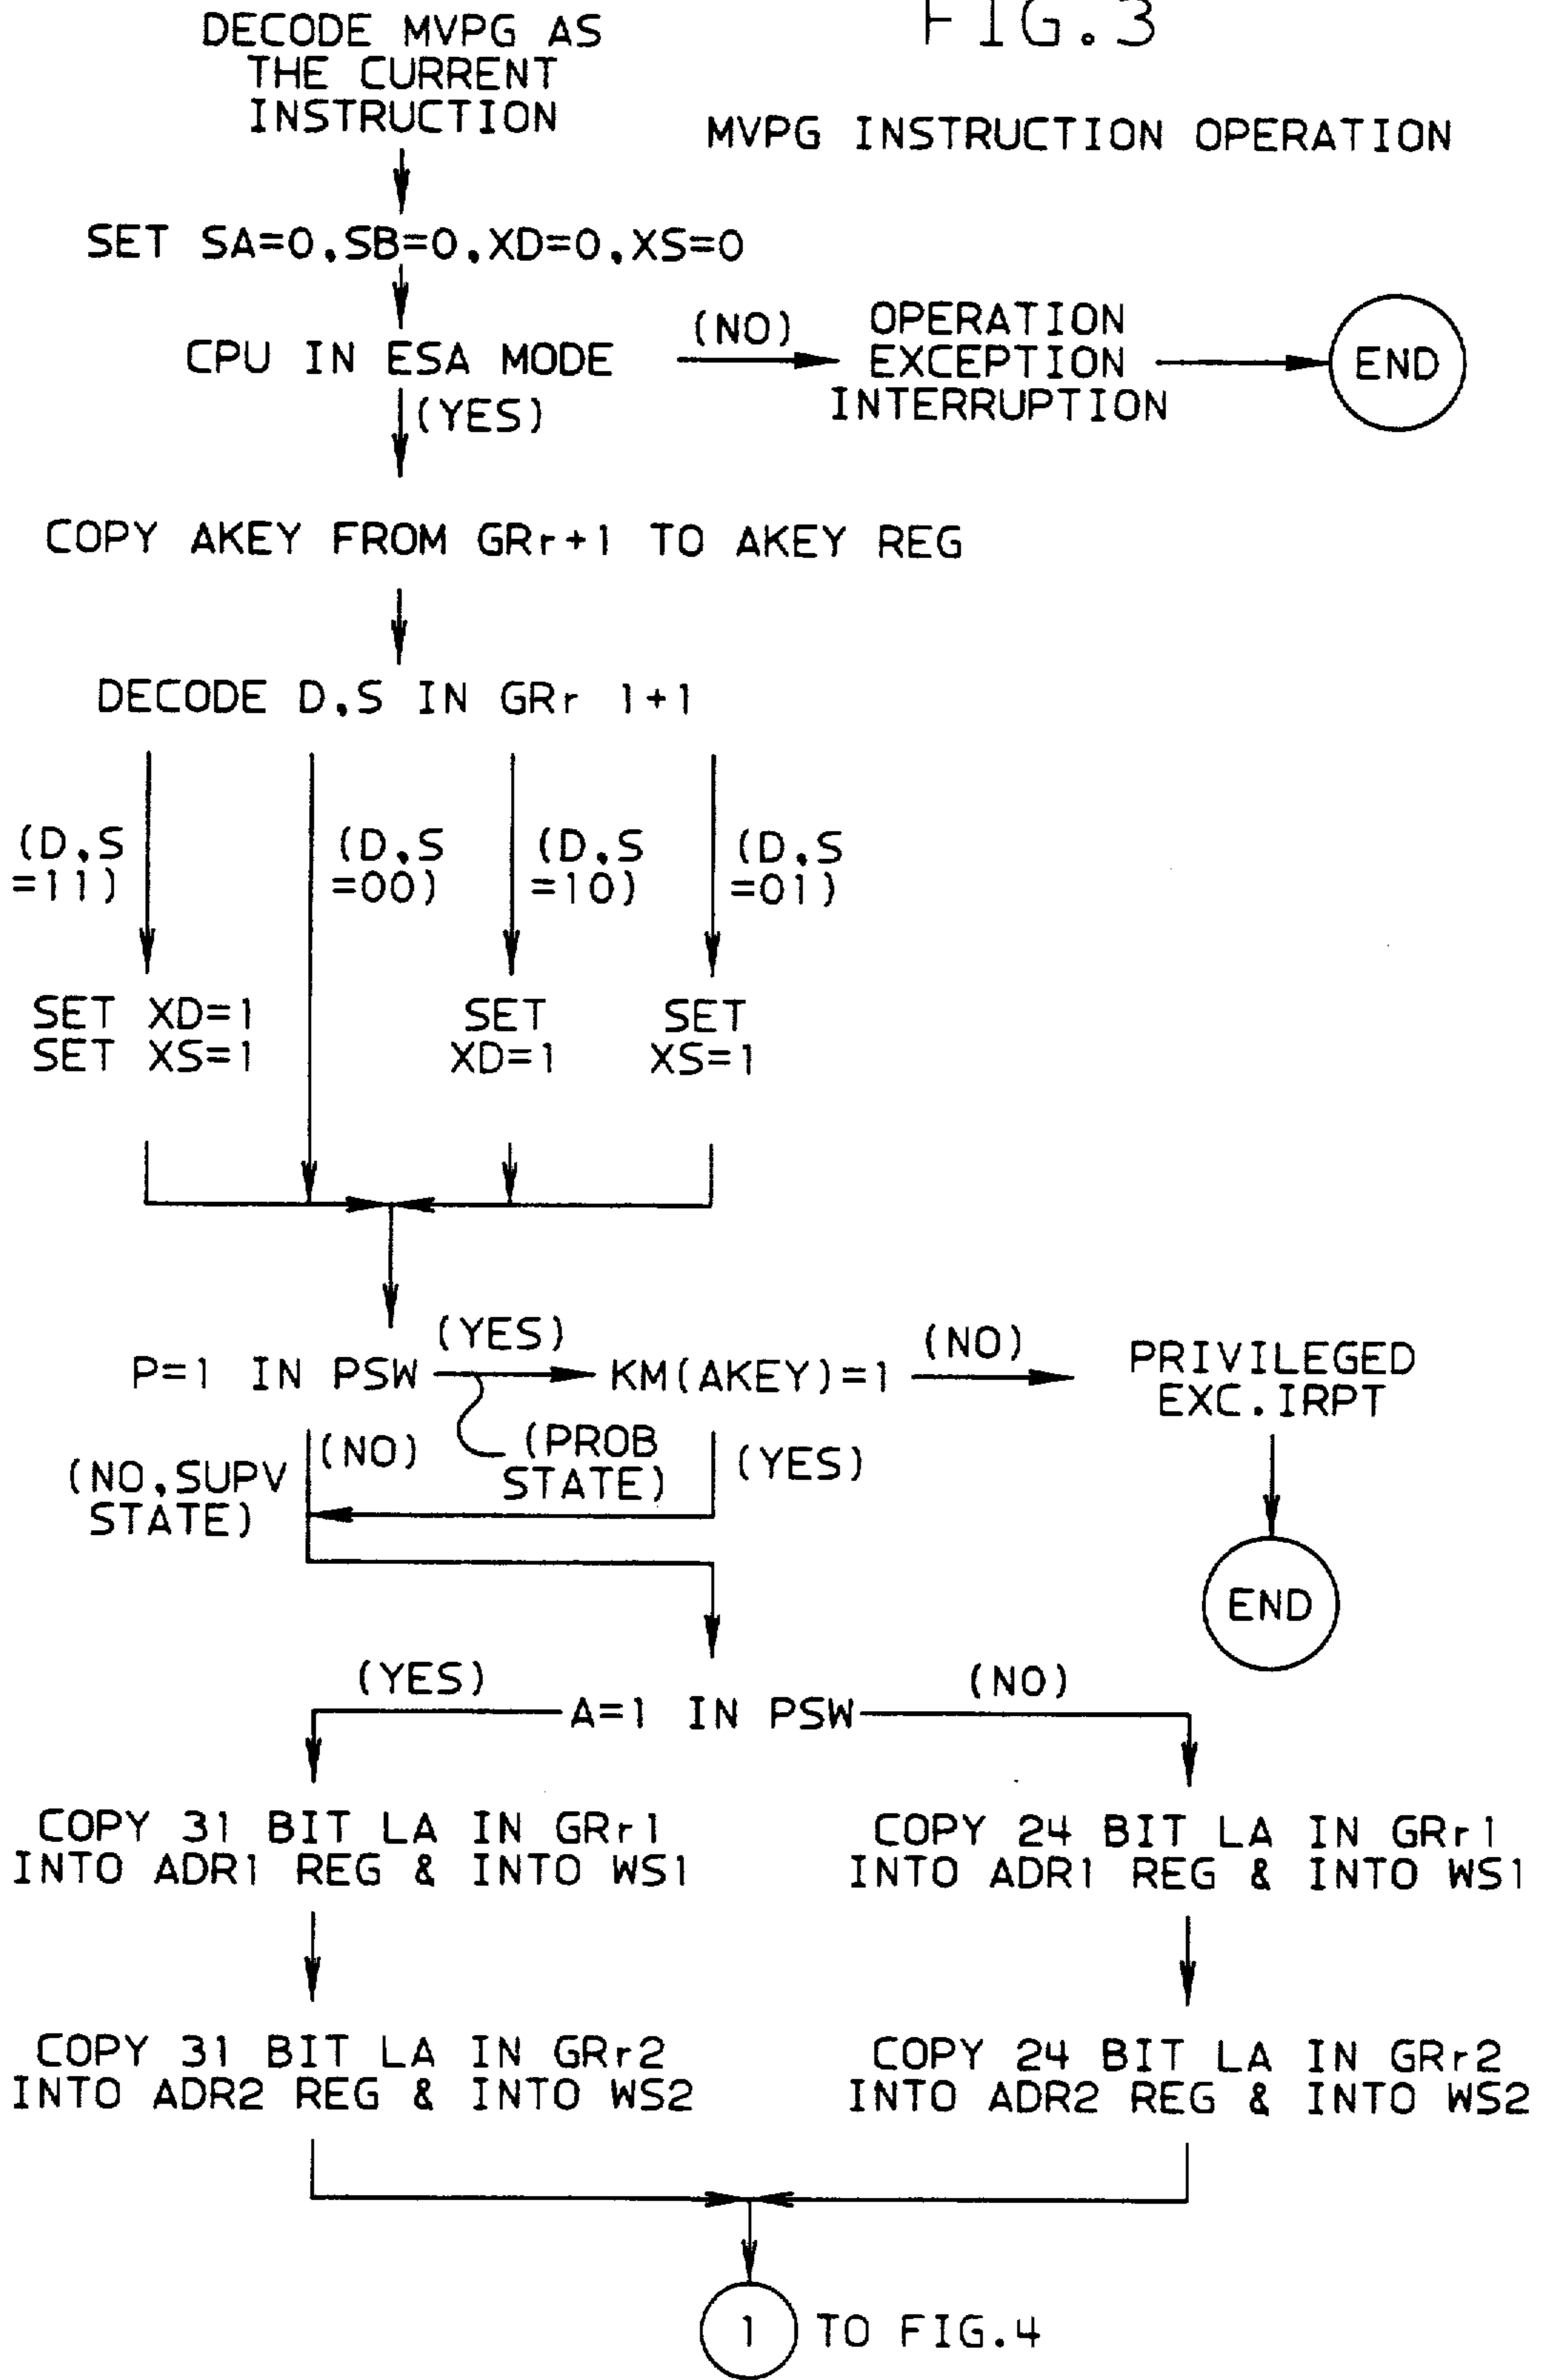 FIG.3
DECODE MVPG AS
THE CURRENT
INSTRUCTION
MVPG INSTRUCTION OPERATION
SET SA=0,SB=0,XD=0,XS=0
CPU IN ESA MODE
(NO)
OPERATION
EXCEPTION
INTERRUPTION
END
(YES)
COPY AKEY FROM GRr+1 TO AKEY REG
DECODE D,S IN GRr 1+1
(D,S
=11)
(D,S
=00)
(D,S
=10)
(D,S
=01)
SET XD=1
SET XS=1
SET
XD=1
SET
XS=1
P=1 IN PSW
(YES)
KM(AKEY)=1
(NO)
PRIVILEGED
EXC.IRPT
(NO)
(NO,SUPV
STATE)
(PROB
STATE)
(YES)
END
(YES)
A=1 IN PSW
(NO)
COPY 31 BIT LA IN GRr1
INTO ADR1 REG & INTO WS1
COPY 24 BIT LA IN GRr1
INTO ADR1 REG & INTO WS1
COPY 31 BIT LA IN GRr2
INTO ADR2 REG & INTO WS2
COPY 24 BIT LA IN GRr2
INTO ADR2 REG & INTO WS2
1
TO FIG.4